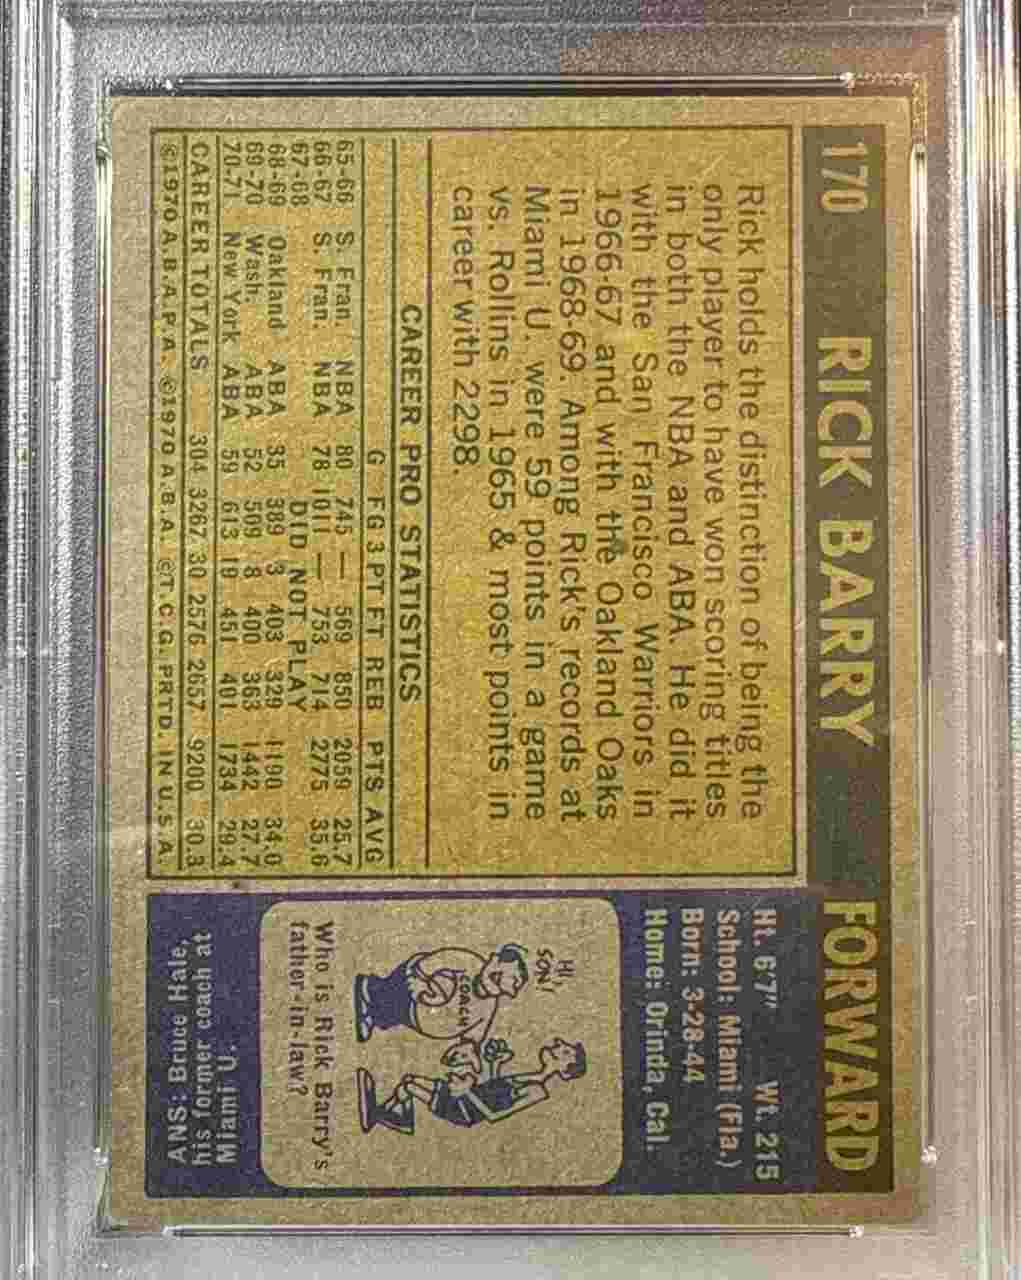 170 RICK BARRY FORWARD
Rick holds the distinction of being the
only player to have won scoring titles
in both the NBA and ABA. He did it
with the San Francisco Warriors in
1966-67 and with the Oakland Oaks
in 1968-69. Among Rick's records at
Miami U. were 59 points in a game
vs. Rollins in 1965 & most points in
career with 2298.
CAREER PRO STATISTICS
G FG 3PT FT REB PTS AVG
65-66 S. Fran. NBA 80 745 — 569 850 2059 25.7
66-67 S. Fran. NBA 78 1011 — 753 714 2775 35.6
67-68 DID NOT PLAY
68-69 Oakland ABA 35 389 3 403 329 1190 34.0
69-70 Wash. ABA 52 509 8 400 363 1442 27.7
70-71 New York ABA 59 613 19 451 401 1734 29.4
CAREER TOTALS 304 3267 30 2576 2657 9200 30.3
©1970 A.B.A.P.A. ©1970 A.B.A. ©T.C.G. PRTD. IN U.S.A.
Ht. 6'7" Wt. 215
School: Miami (Fla.)
Born: 3-28-44
Home: Orinda, Cal.
HI,
SON!
COACH
Who is Rick Barry's
father-in-law?
ANS: Bruce Hale,
his former coach at
Miami U.